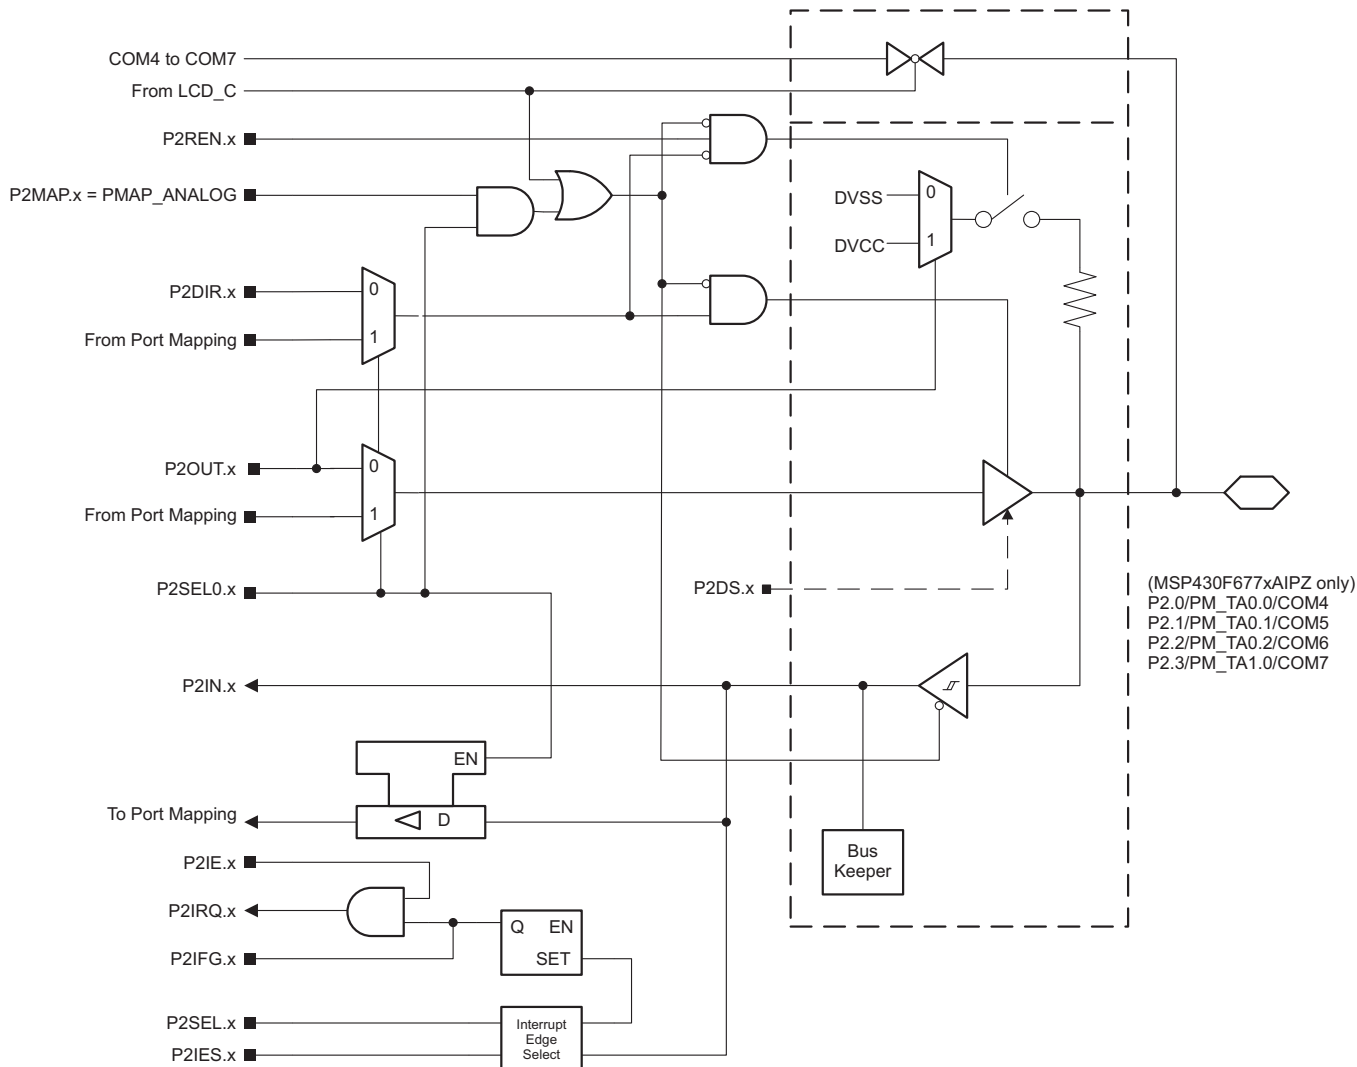 COM4 to COM7
From LCD_C
P2REN.x
P2MAP.x = PMAP_ANALOG
DVSS
0
DVCC
1
P2DIR.x
0
From Port Mapping
1
P2OUT.x
0
From Port Mapping
1
P2SEL0.x
P2DS.x
(MSP430F677xAIPZ only)
P2.0/PM_TA0.0/COM4
P2.1/PM_TA0.1/COM5
P2.2/PM_TA0.2/COM6
P2.3/PM_TA1.0/COM7
P2IN.x
EN
To Port Mapping
D
Bus
Keeper
P2IE.x
P2IRQ.x
Q EN
SET
P2IFG.x
P2SEL.x
P2IES.x
Interrupt
Edge
Select